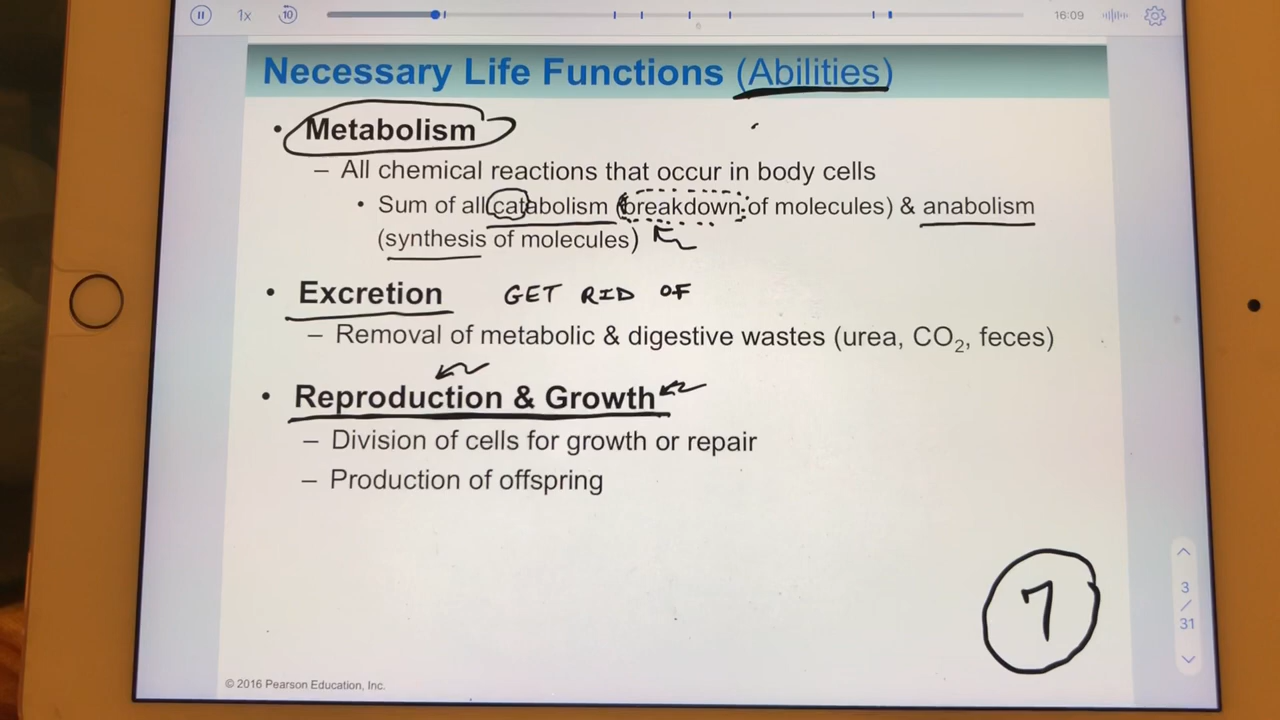 1x 10 16:09
6
Necessary Life Functions (Abilities)
• Metabolism
– All chemical reactions that occur in body cells
• Sum of all catabolism (breakdown of molecules) & anabolism
(synthesis of molecules)
• Excretion GET RID OF
– Removal of metabolic & digestive wastes (urea, CO₂, feces)
• Reproduction & Growth
– Division of cells for growth or repair
– Production of offspring
7
3
/
31
© 2016 Pearson Education, Inc.